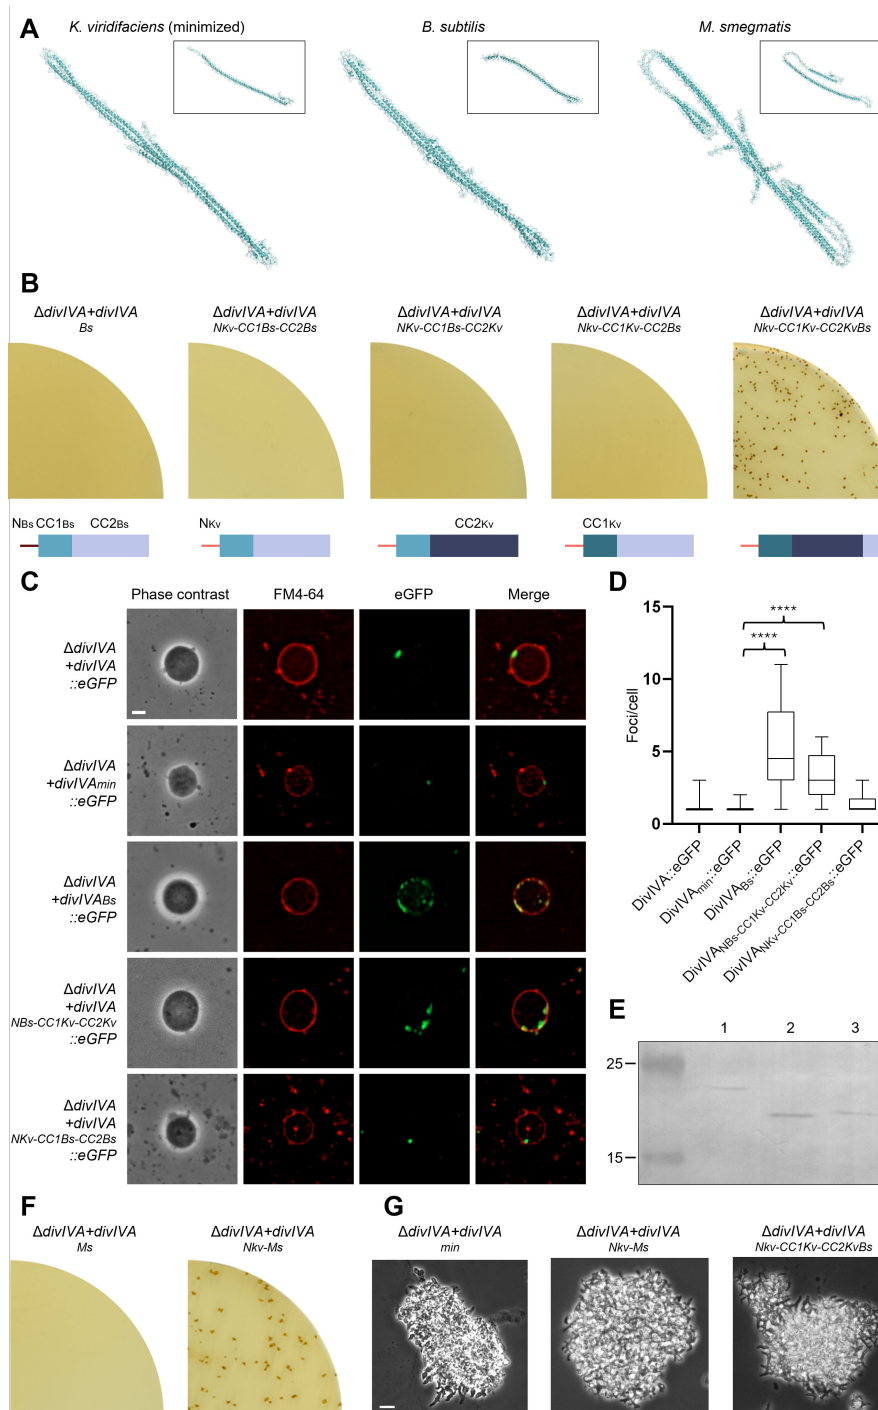 A
K. viridifaciens (minimized)
B. subtilis
M. smegmatis
B
ΔdivIVA+divIVA
Bs
ΔdivIVA+divIVA
NKv-CC1Bs-CC2Bs
ΔdivIVA+divIVA
NKv-CC1Bs-CC2Kv
ΔdivIVA+divIVA
Nkv-CC1Kv-CC2Bs
ΔdivIVA+divIVA
Nkv-CC1Kv-CC2KvBs
NBs CC1Bs CC2Bs
NKv
CC2Kv
CC1Kv
C
Phase contrast
FM4-64
eGFP
Merge
ΔdivIVA
+divIVA
::eGFP
ΔdivIVA
+divIVAmin
::eGFP
ΔdivIVA
+divIVABs
::eGFP
ΔdivIVA
+divIVA
NBs-CC1Kv-CC2Kv
::eGFP
ΔdivIVA
+divIVA
NKv-CC1Bs-CC2Bs
::eGFP
D
Foci/cell
15
10
5
0
****
****
DivIVA::eGFP
DivIVAmin::eGFP
DivIVABs::eGFP
DivIVANBs-CC1Kv-CC2Kv::eGFP
DivIVANKv-CC1Bs-CC2Bs::eGFP
E
1 2 3
25
15
F
ΔdivIVA+divIVA
Ms
ΔdivIVA+divIVA
Nkv-Ms
G
ΔdivIVA+divIVA
min
ΔdivIVA+divIVA
Nkv-Ms
ΔdivIVA+divIVA
Nkv-CC1Kv-CC2KvBs